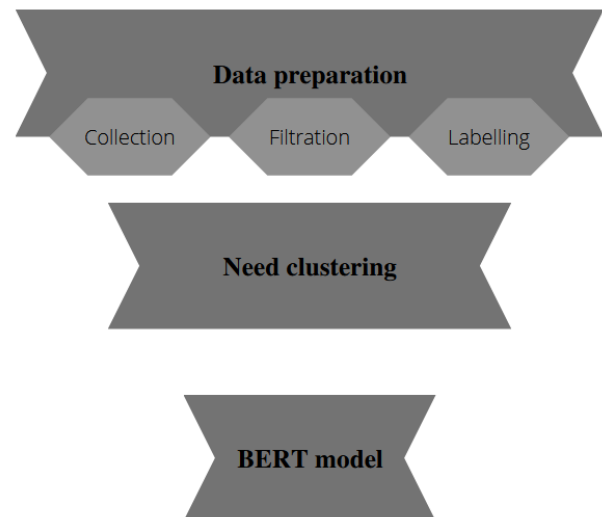 Data preparation
Collection Filtration Labelling
Need clustering
BERT model